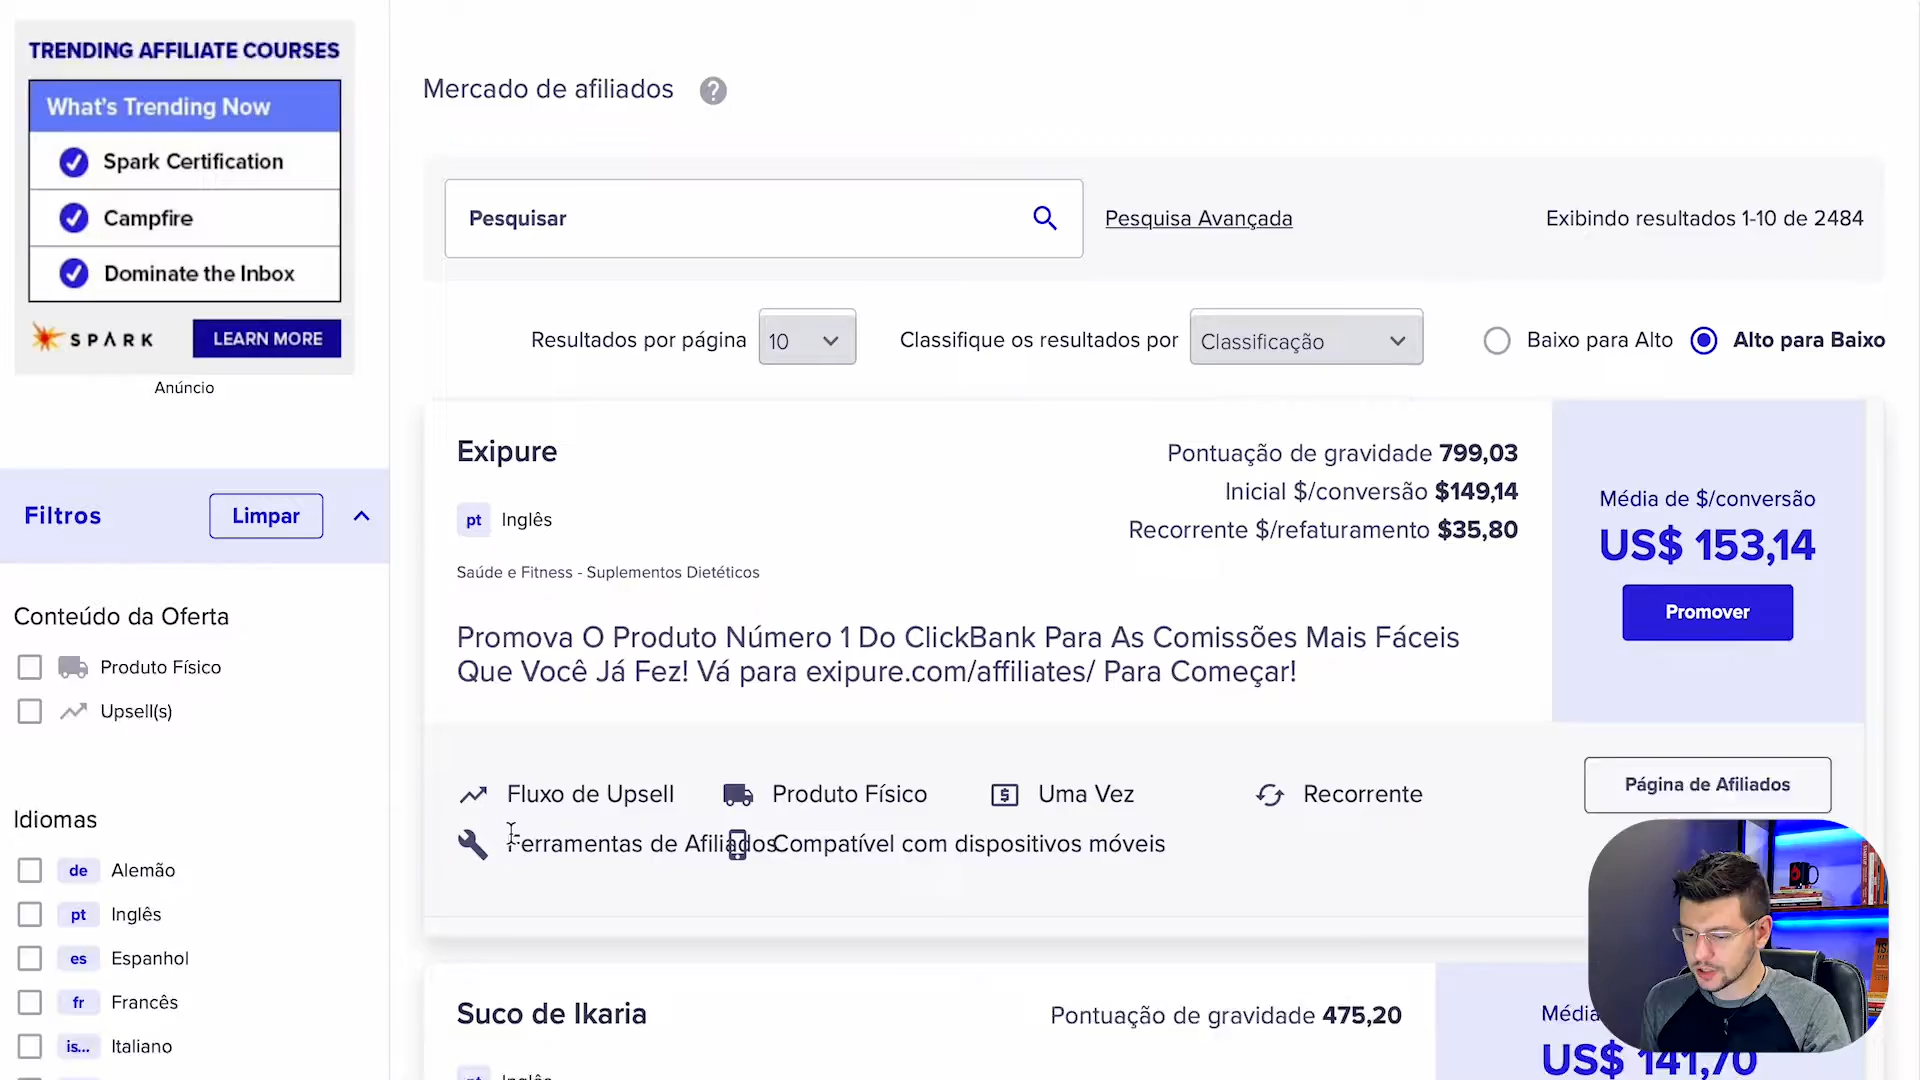 TRENDING AFFILIATE COURSES
What's Trending Now
Spark Certification
Campfire
Dominate the Inbox
SPARK
LEARN MORE
Anúncio
Filtros
Limpar
Conteúdo da Oferta
Produto Físico
Upsell(s)
Idiomas
de Alemão
pt Inglês
es Espanhol
fr Francês
is... Italiano
Mercado de afiliados ?
Pesquisar
Pesquisa Avançada
Exibindo resultados 1-10 de 2484
Resultados por página 10
Classifique os resultados por Classificação
Baixo para Alto
Alto para Baixo
Exipure
pt Inglês
Saúde e Fitness - Suplementos Dietéticos
Pontuação de gravidade 799,03
Inicial $/conversão $149,14
Recorrente $/refaturamento $35,80
Média de $/conversão
US$ 153,14
Promover
Promova O Produto Número 1 Do ClickBank Para As Comissões Mais Fáceis
Que Você Já Fez! Vá para exipure.com/affiliates/ Para Começar!
Fluxo de Upsell
Produto Físico
Uma Vez
Recorrente
Página de Afiliados
Ferramentas de Afiliados
Compatível com dispositivos móveis
Suco de Ikaria
Pontuação de gravidade 475,20
Média
US$ 141,70
Inglês